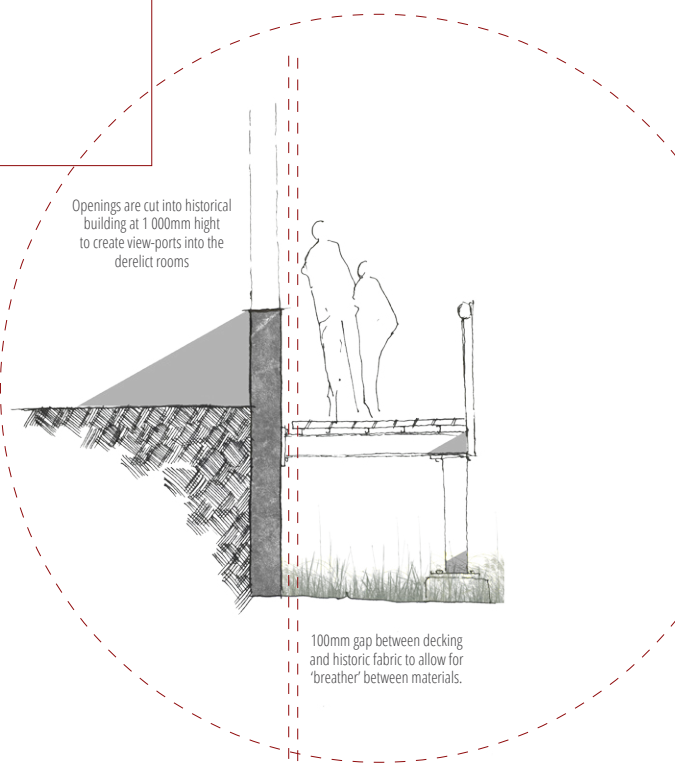 Openings are cut into historical
building at 1 000mm hight
to create view-ports into the
derelict rooms
100mm gap between decking
and historic fabric to allow for
‘breather’ between materials.